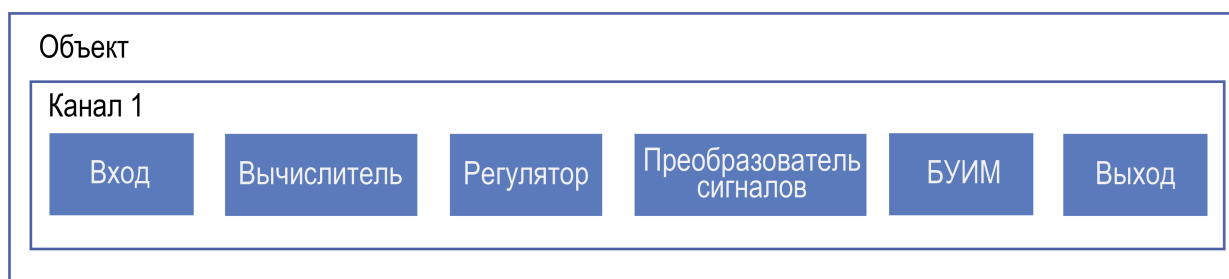 Объект
Канал 1
Вход
Вычислитель
Регулятор
Преобразователь
сигналов
БУИМ
Выход